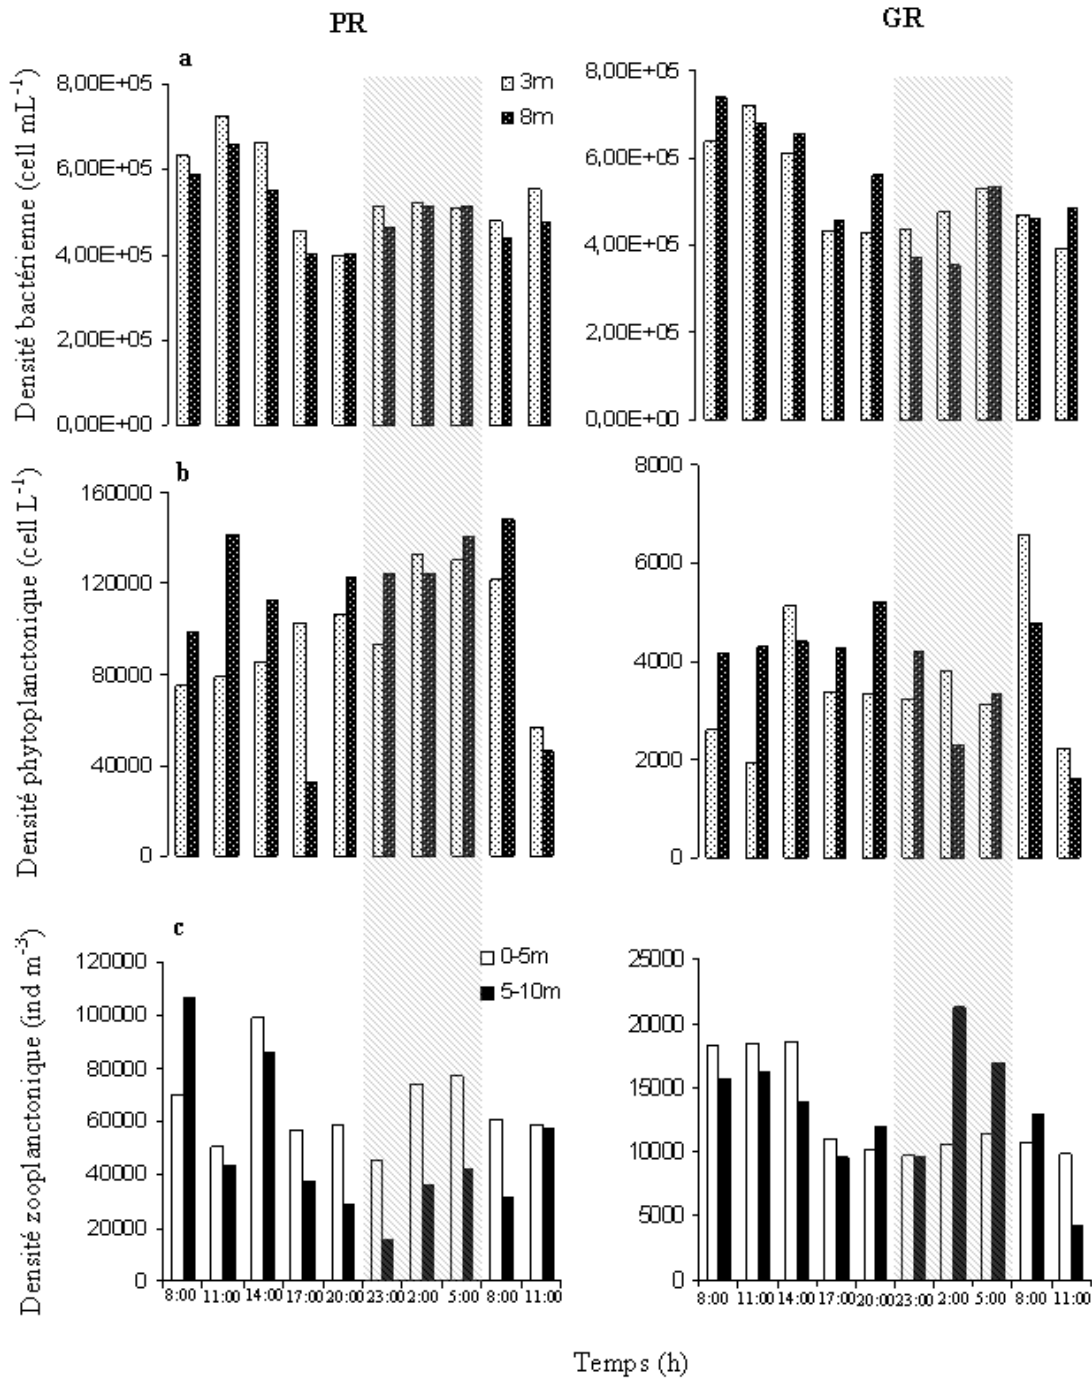 PR
GR
a
Densité bactérienne (cell mL⁻¹)
8,00E+05
6,00E+05
4,00E+05
2,00E+05
0,00E+00
3m
8m
8,00E+05
6,00E+05
4,00E+05
2,00E+05
0,00E+00
b
Densité phytoplanctonique (cell L⁻¹)
160000
120000
80000
40000
0
8000
6000
4000
2000
0
c
Densité zooplanctonique (ind m⁻³)
120000
100000
80000
60000
40000
20000
0
0-5m
5-10m
8:00 11:00 14:00 17:00 20:00 23:00 2:00 5:00 8:00 11:00
25000
20000
15000
10000
5000
0
8:00 11:00 14:00 17:00 20:00 23:00 2:00 5:00 8:00 11:00
Temps (h)